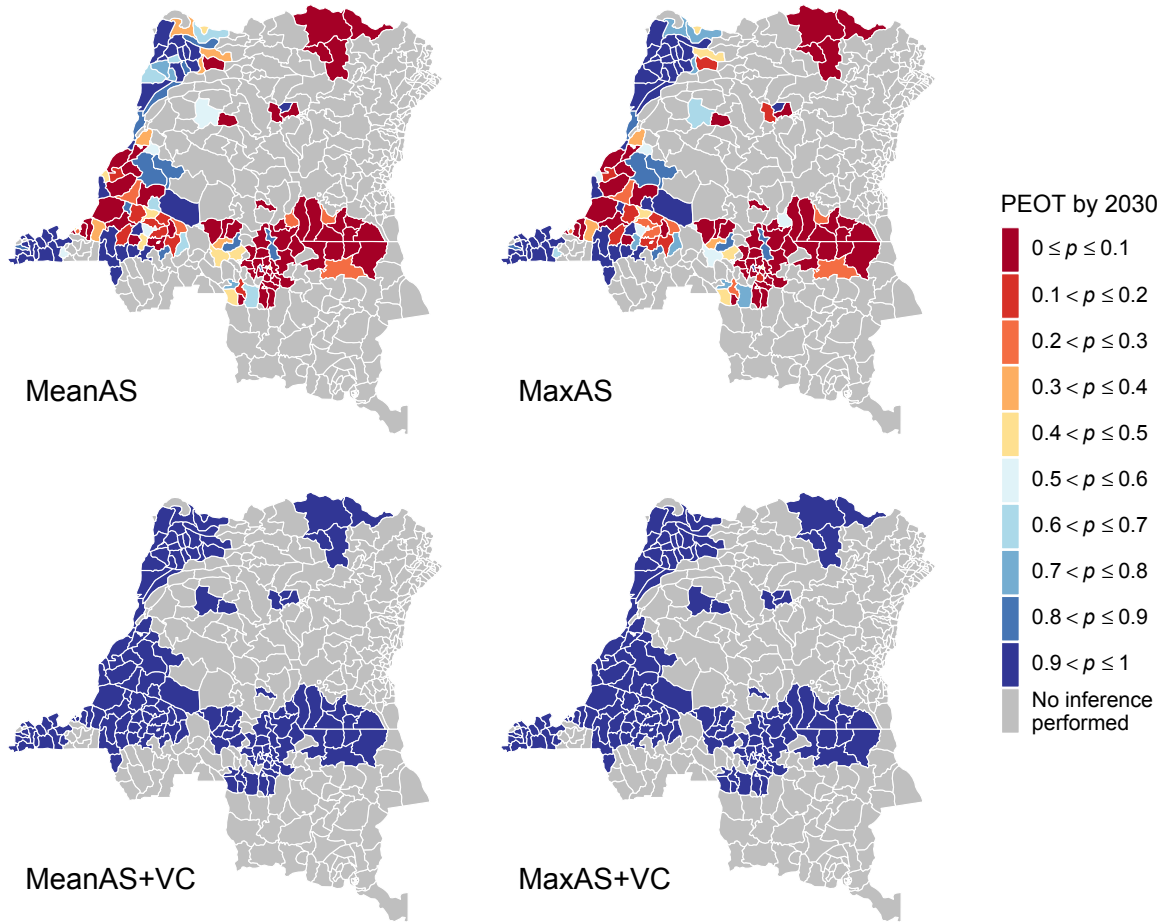 MeanAS
MaxAS
PEOT by 2030
0 ≤ p ≤ 0.1
0.1 < p ≤ 0.2
0.2 < p ≤ 0.3
0.3 < p ≤ 0.4
0.4 < p ≤ 0.5
0.5 < p ≤ 0.6
0.6 < p ≤ 0.7
0.7 < p ≤ 0.8
0.8 < p ≤ 0.9
0.9 < p ≤ 1
No inference
performed
MeanAS+VC
MaxAS+VC